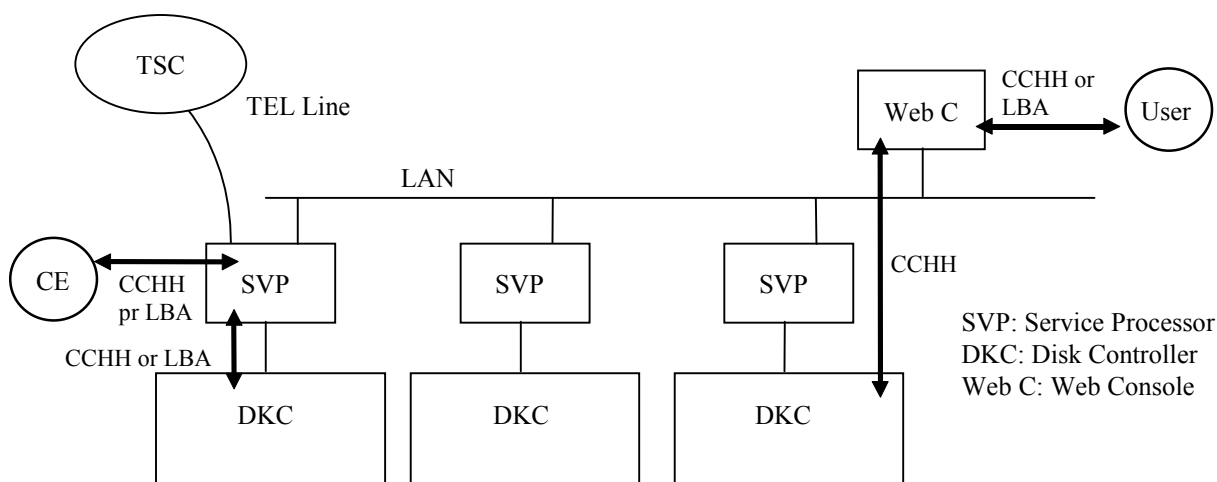 TSC
TEL Line
Web C
CCHH or
LBA
User
LAN
CE
CCHH
pr LBA
SVP
SVP
SVP
CCHH
CCHH or LBA
SVP: Service Processor
DKC: Disk Controller
Web C: Web Console
DKC
DKC
DKC